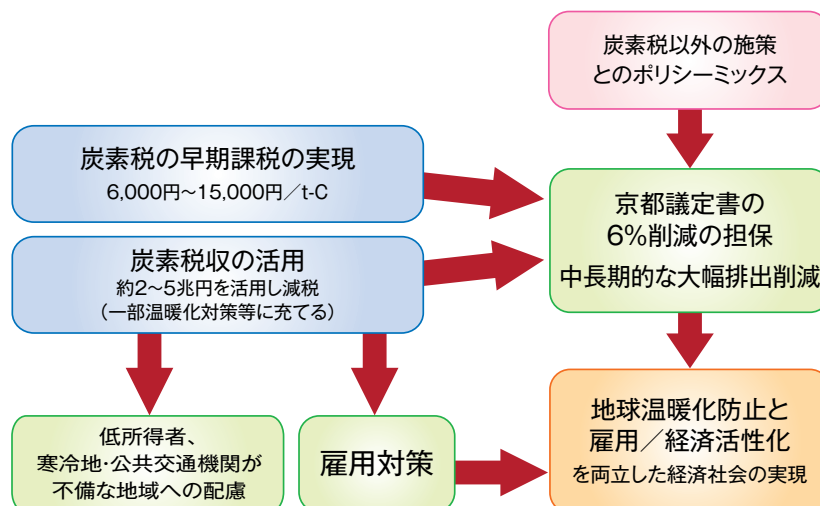 炭素税以外の施策
とのポリシーミックス
炭素税の早期課税の実現
6,000円～15,000円／t-C
京都議定書の
6%削減の担保
中長期的な大幅排出削減
炭素税収の活用
約2～5兆円を活用し減税
（一部温暖化対策等に充てる）
低所得者、
寒冷地・公共交通機関が
不備な地域への配慮
雇用対策
地球温暖化防止と
雇用／経済活性化
を両立した経済社会の実現